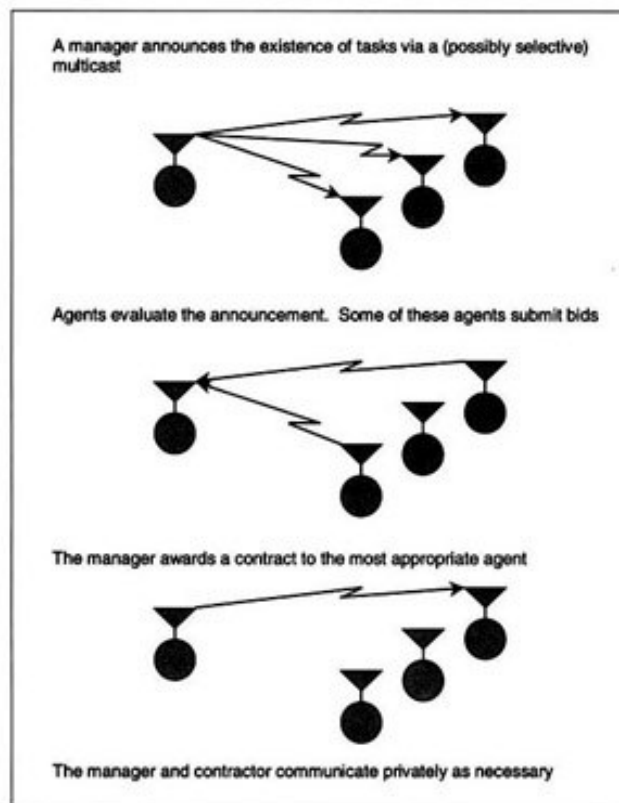 A manager announces the existence of tasks via a (possibly selective)
multicast
Agents evaluate the announcement. Some of these agents submit bids
The manager awards a contract to the most appropriate agent
The manager and contractor communicate privately as necessary